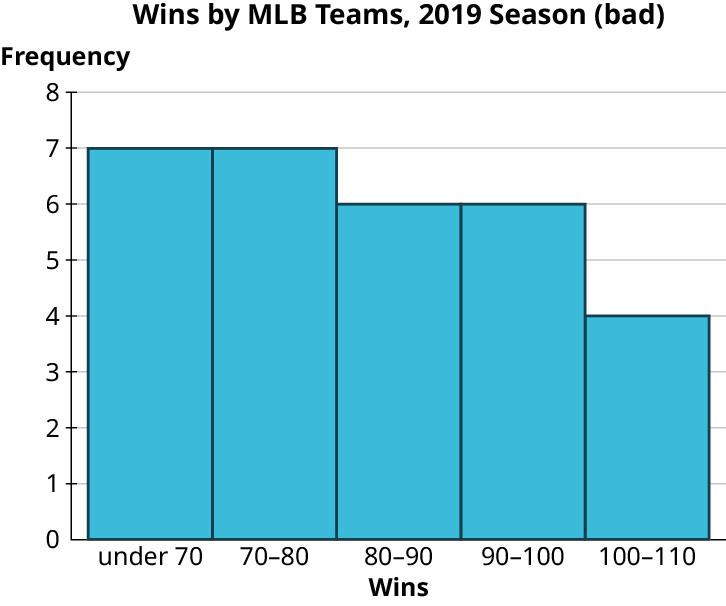 Wins by MLB Teams, 2019 Season (bad)
Frequency
8
7
6
5
4
3
2
1
0
under 70 70–80 80–90 90–100 100–110
Wins